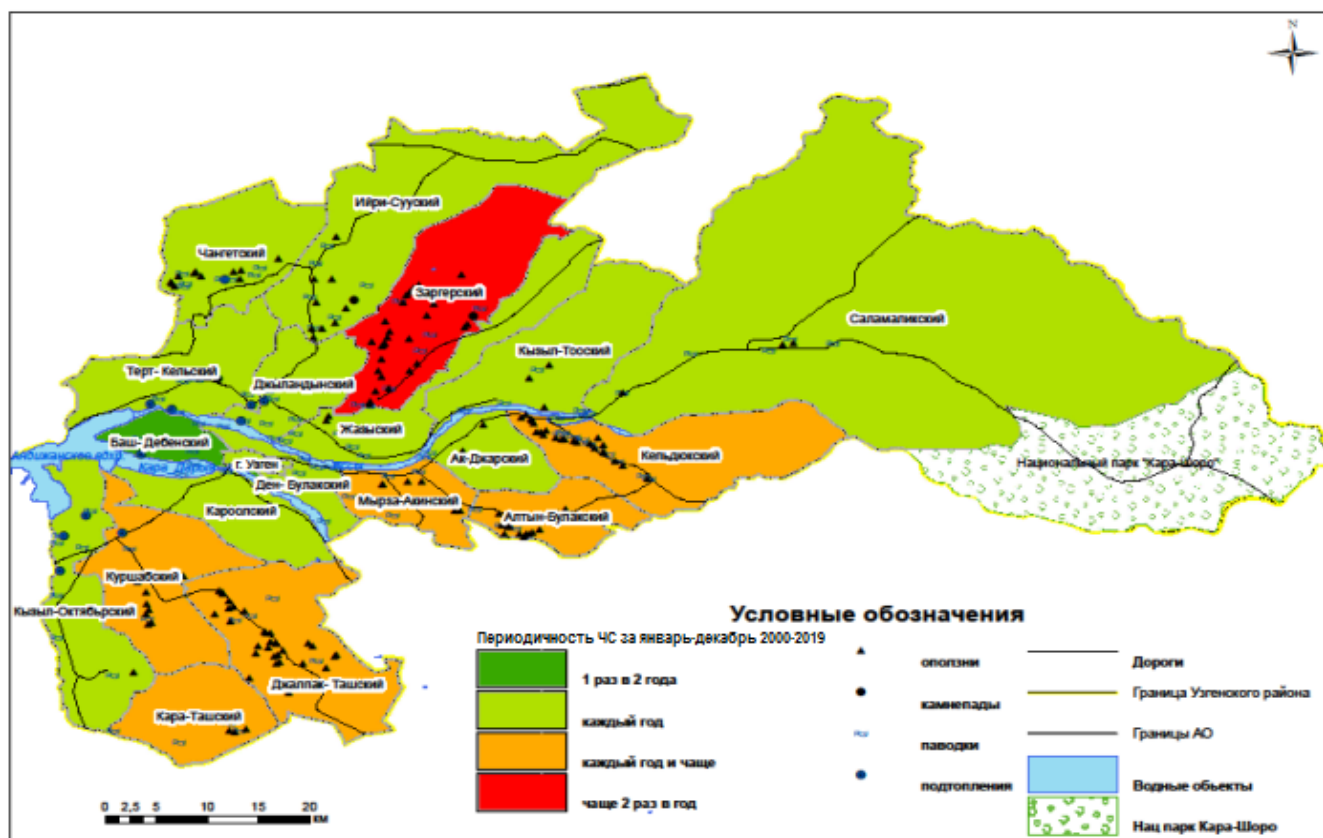 N
Ийри-Сууский
Чангетский
Заргерский
Саламаликский
Кызыл-Тооский
Терт- Кельский
Джыландынский
Жазыский
Баш- Дебенский
Ак-Джарский
Кельдюкский
г. Узген
Национальный парк "Кара-Шоро"
Ден- Булакский
Мырза-Акинский
Кароолский
Алтын-Булакский
Куршабский
Кызыл-Октябрьский
Джалпак- Ташский
Кара-Ташский
Условные обозначения
Периодичность ЧС за январь-декабрь 2000-2019
1 раз в 2 года
каждый год
каждый год и чаще
чаще 2 раз в год
оползни
камнепады
паводки
подтопления
Дороги
Граница Узгенского района
Границы АО
Водные обьекты
Нац парк Кара-Шоро
0 2,5 5 10 15 20
км